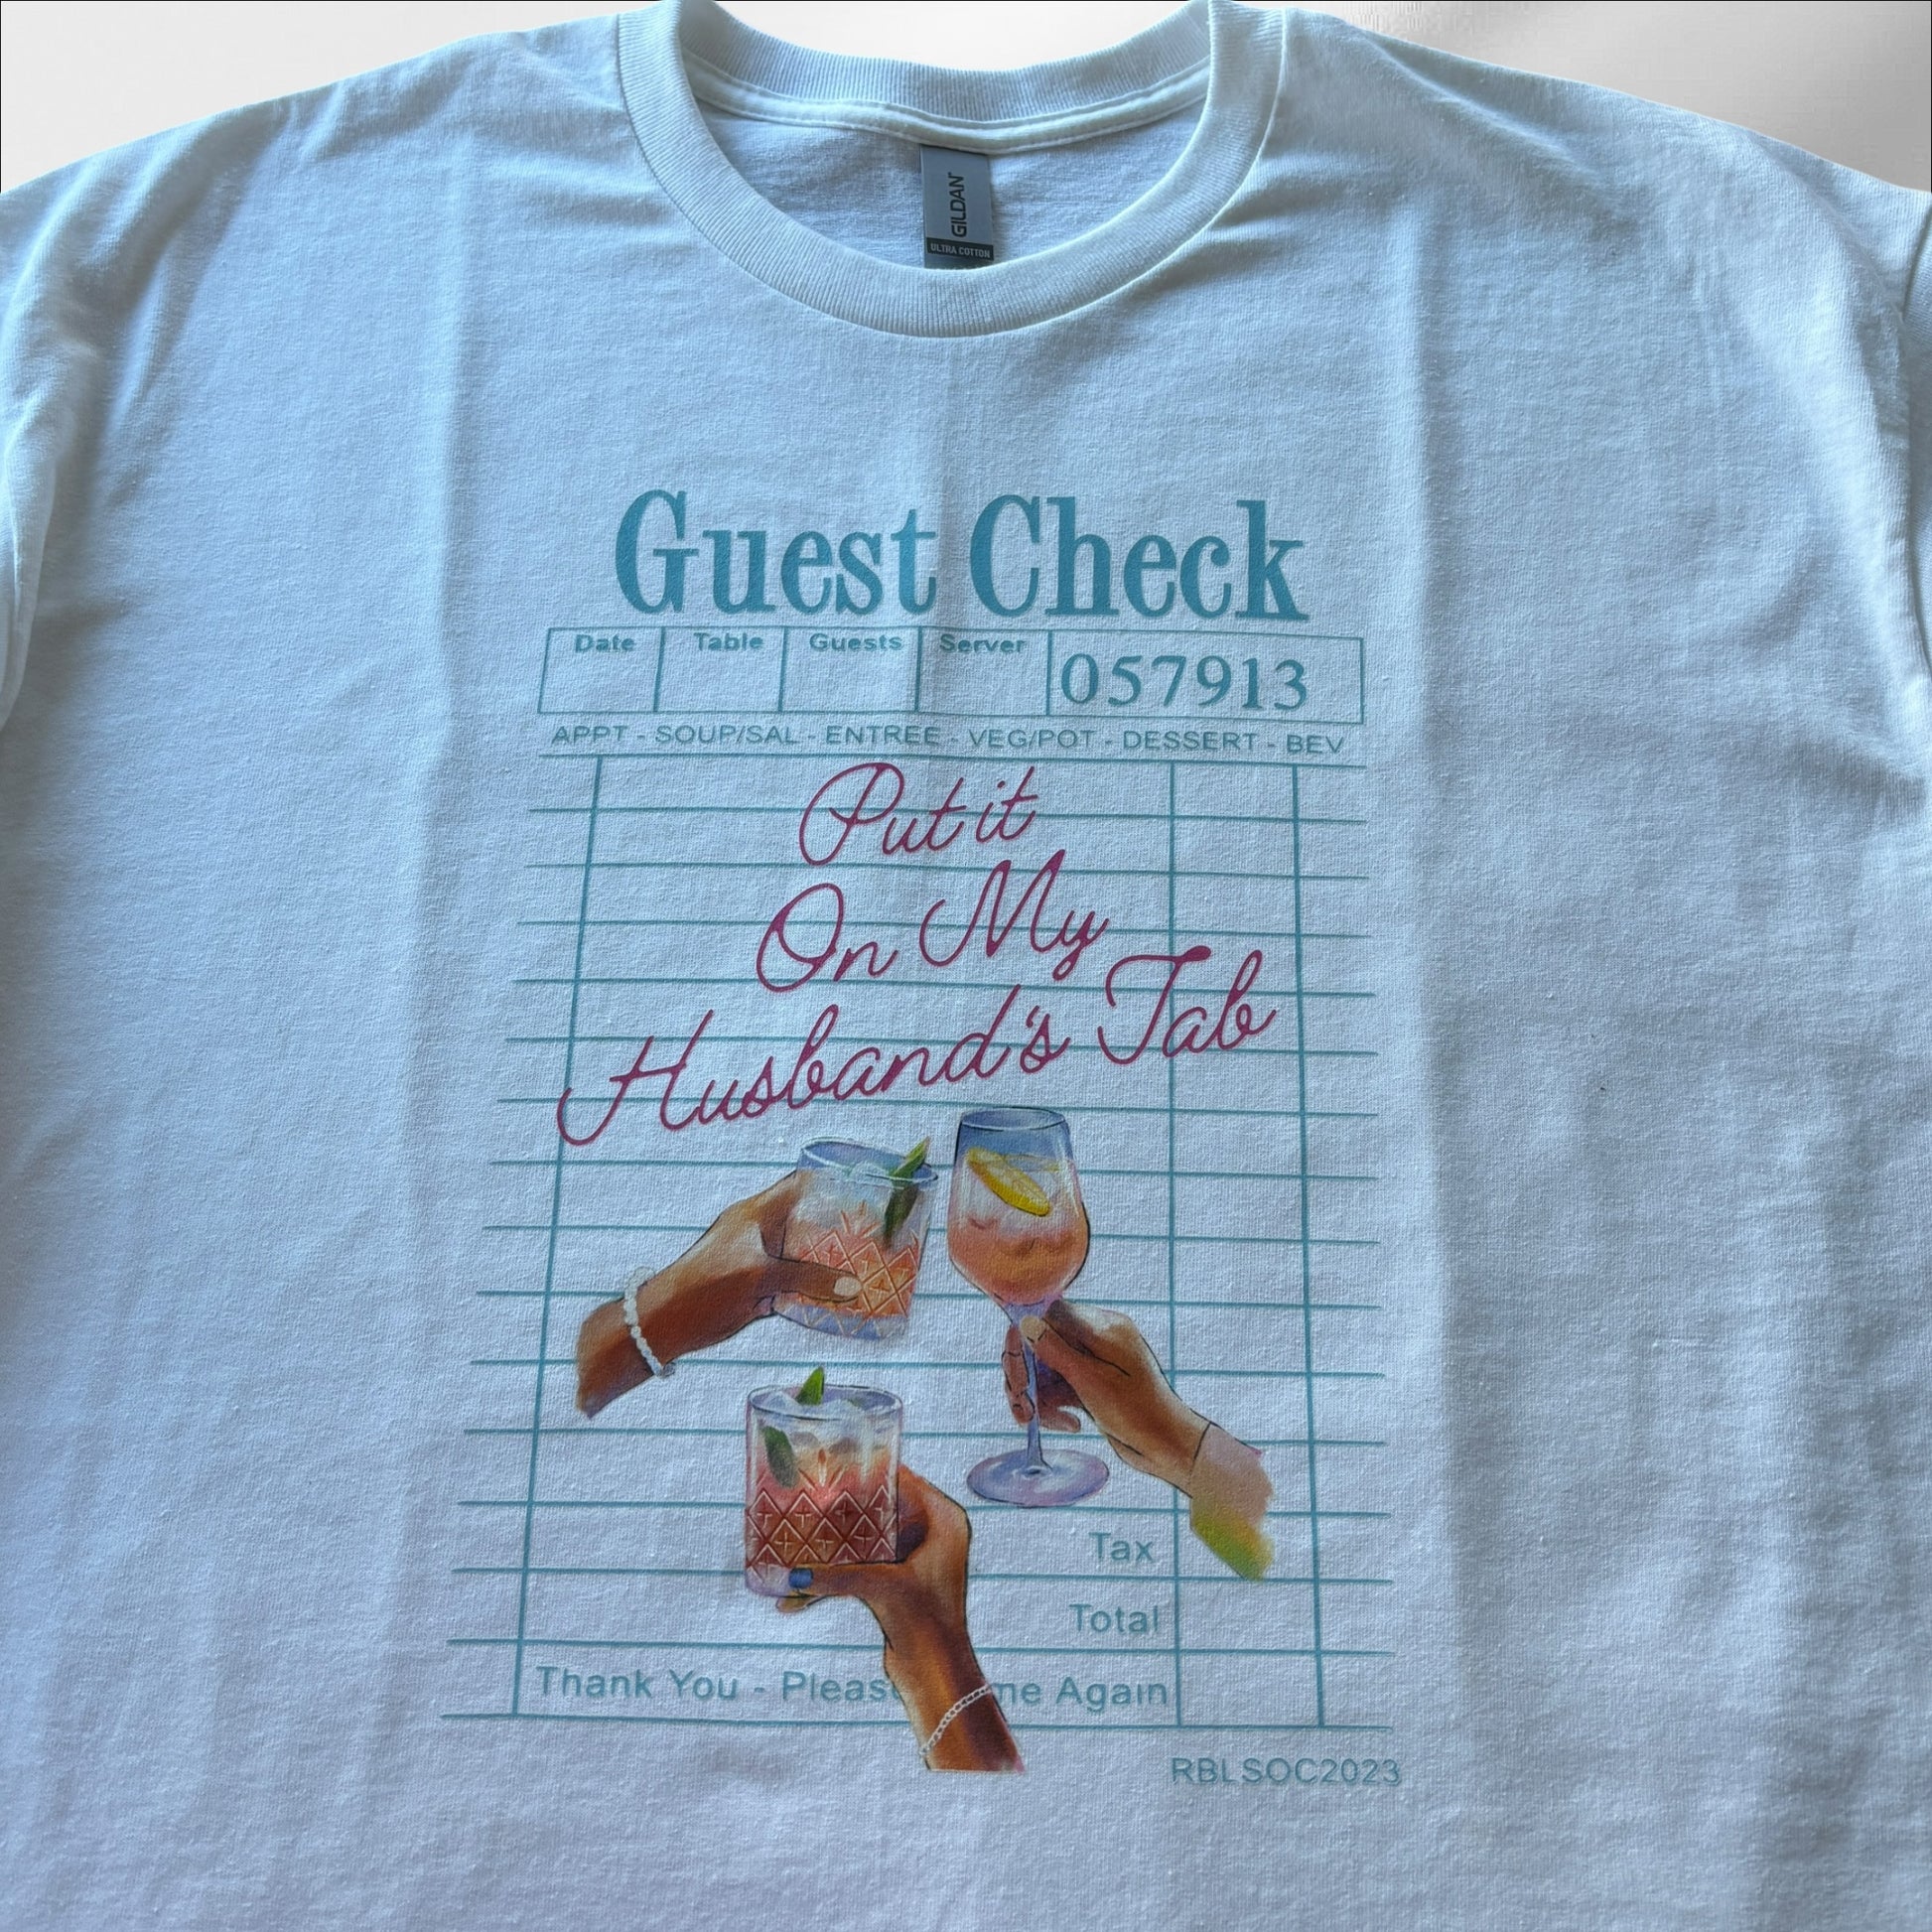 GILDAN
ULTRA COTTON
Guest Check
Date Table Guests Server 057913
APPT - SOUP/SAL - ENTREE - VEG/POT - DESSERT - BEV
Put it
On My
Husband's Tab
Tax
Total
Thank You - Please me Again
RBLSOC2023